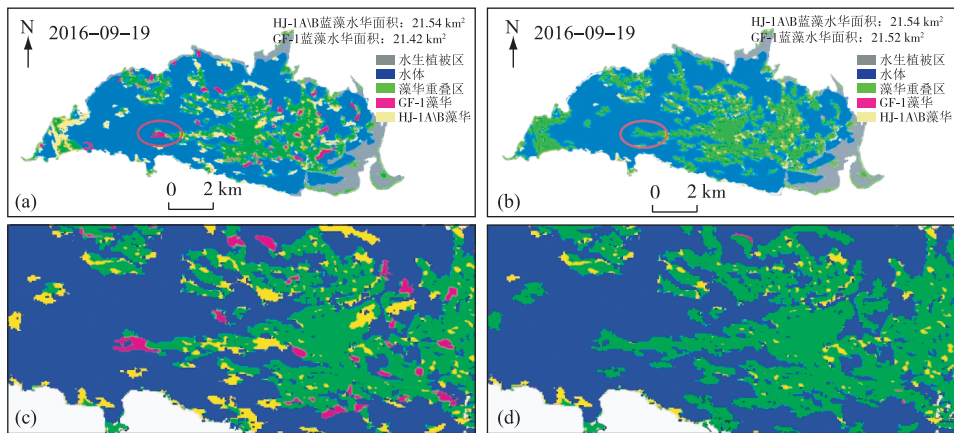 N
2016-09-19
HJ-1A\B蓝藻水华面积：21.54 km²
GF-1蓝藻水华面积：21.42 km²
水生植被区
水体
藻华重叠区
GF-1藻华
HJ-1A\B藻华
(a)
0 2 km
N
2016-09-19
HJ-1A\B蓝藻水华面积：21.54 km²
GF-1蓝藻水华面积：21.52 km²
水生植被区
水体
藻华重叠区
GF-1藻华
HJ-1A\B藻华
(b)
0 2 km
(c)
(d)